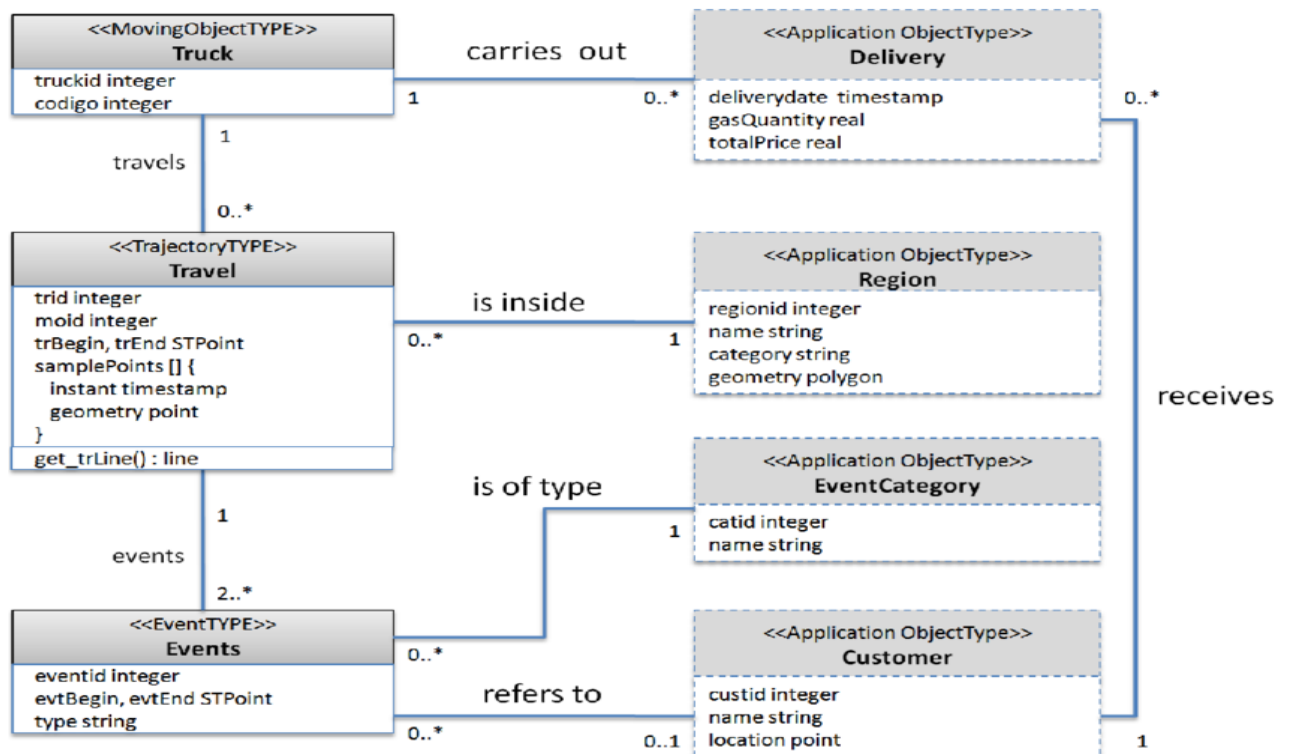 <<MovingObjectTYPE>>
Truck
truckid integer
codigo integer
carries out
1
0..*
<<Application ObjectType>>
Delivery
deliverydate timestamp
gasQuantity real
totalPrice real
0..*
1
travels
0..*
<<TrajectoryTYPE>>
Travel
trid integer
moid integer
trBegin, trEnd STPoint
samplePoints [] {
instant timestamp
geometry point
}
get_trLine() : line
is inside
0..*
1
<<Application ObjectType>>
Region
regionid integer
name string
category string
geometry polygon
receives
is of type
1
<<Application ObjectType>>
EventCategory
catid integer
name string
1
events
2..*
<<EventTYPE>>
Events
eventid integer
evtBegin, evtEnd STPoint
type string
0..*
refers to
0..*
0..1
<<Application ObjectType>>
Customer
custid integer
name string
location point
1